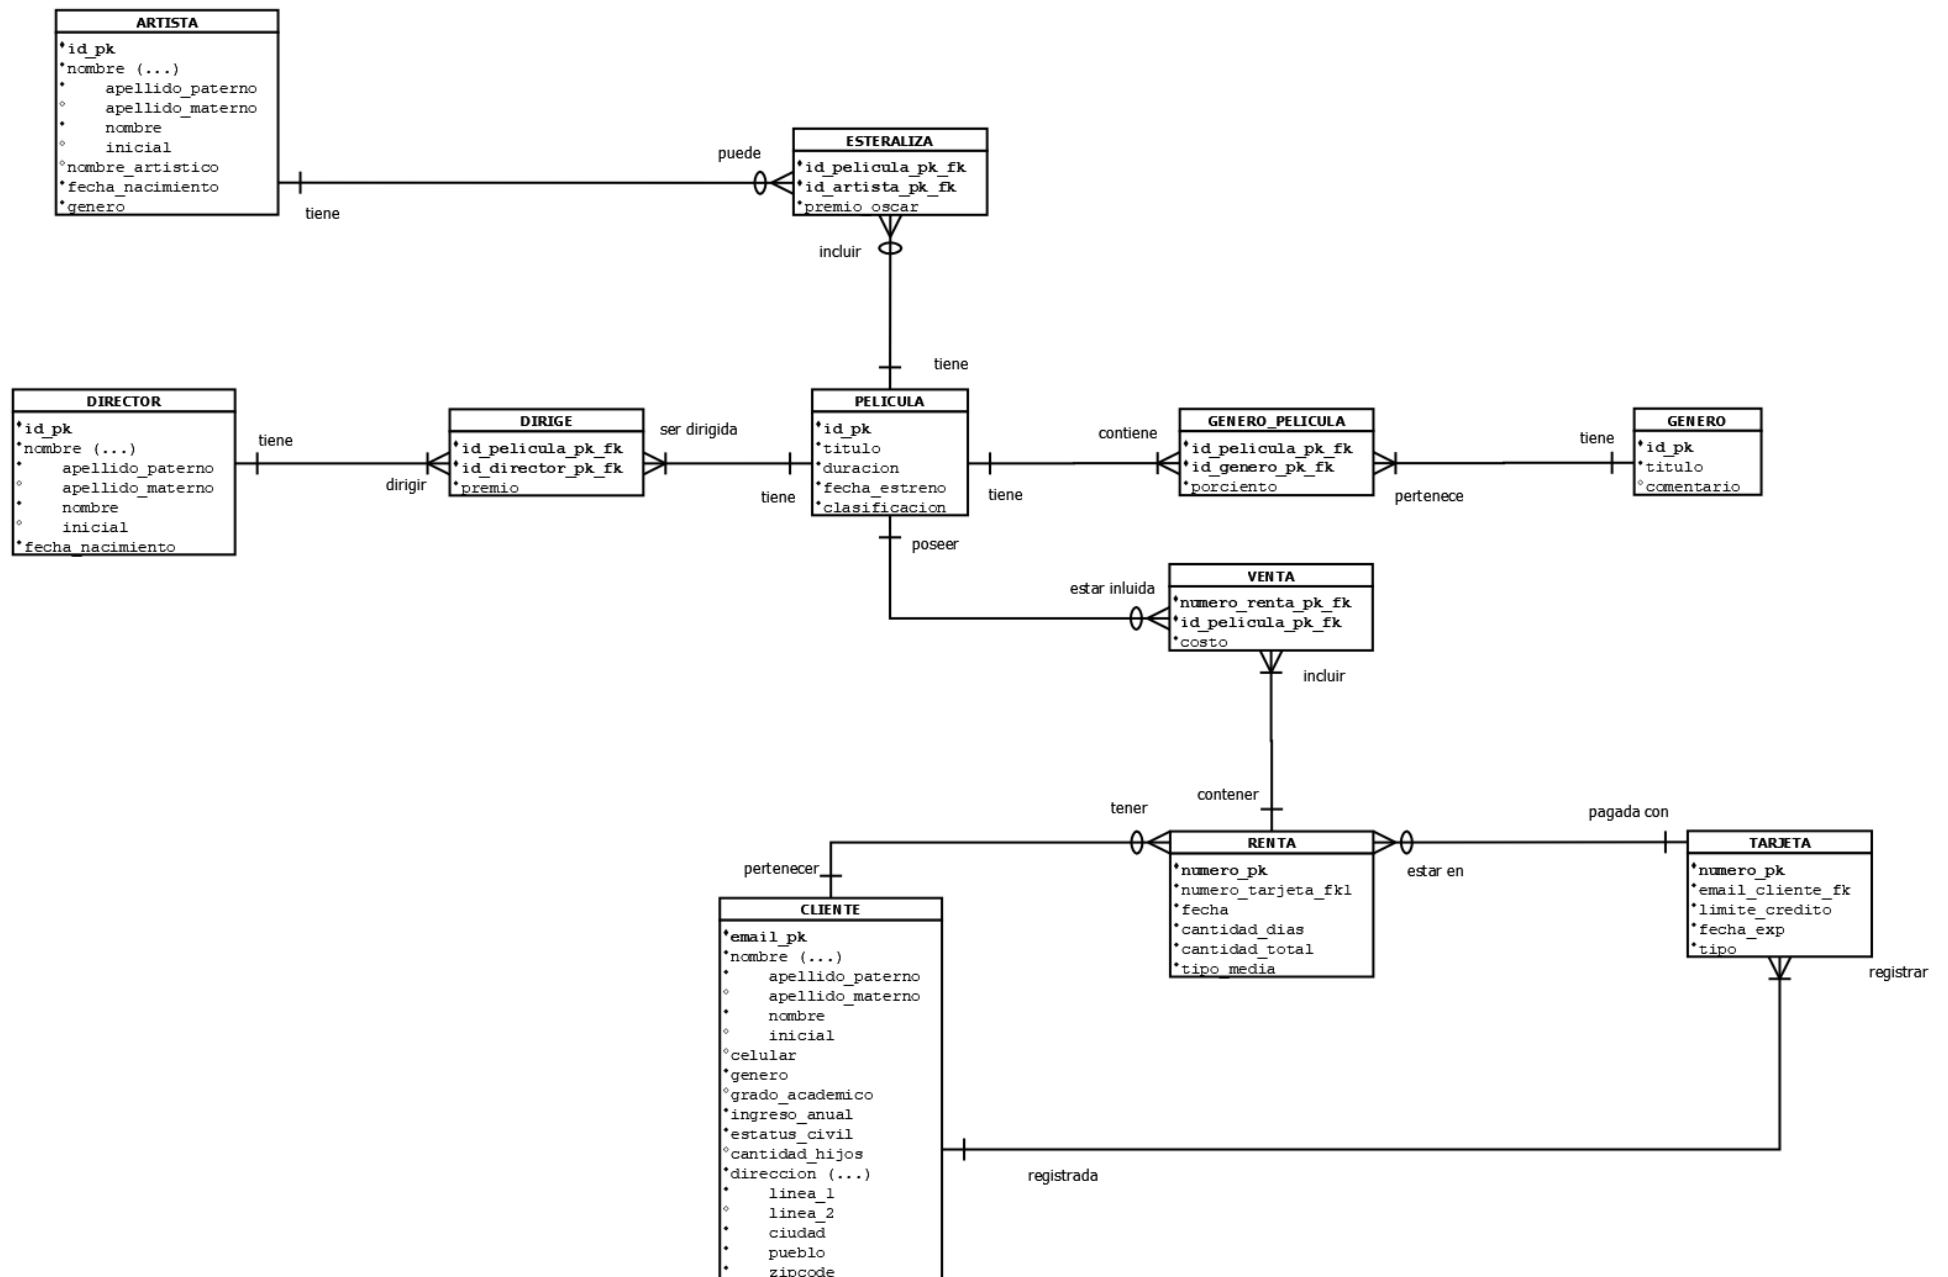 ARTISTA
id_pk
nombre (...)
apellido_paterno
apellido_materno
nombre
inicial
nombre_artistico
fecha_nacimiento
genero
tiene
puede
ESTERALIZA
id_pelicula_pk_fk
id_artista_pk_fk
premio_oscar
incluir
tiene
DIRECTOR
id_pk
nombre (...)
apellido_paterno
apellido_materno
nombre
inicial
fecha_nacimiento
tiene
dirigir
DIRIGE
id_pelicula_pk_fk
id_director_pk_fk
premio
ser dirigida
tiene
PELICULA
id_pk
titulo
duracion
fecha_estreno
clasificacion
tiene
contiene
GENERO_PELICULA
id_pelicula_pk_fk
id_genero_pk_fk
porciento
pertenece
tiene
GENERO
id_pk
titulo
comentario
poseer
estar inluida
VENTA
numero_renta_pk_fk
id_pelicula_pk_fk
costo
incluir
contener
tener
pertenecer
RENTA
numero_pk
numero_tarjeta_fk1
fecha
cantidad_dias
cantidad_total
tipo_media
estar en
pagada con
TARJETA
numero_pk
email_cliente_fk
limite_credito
fecha_exp
tipo
registrar
CLIENTE
email_pk
nombre (...)
apellido_paterno
apellido_materno
nombre
inicial
celular
genero
grado_academico
ingreso_anual
estatus_civil
cantidad_hijos
direccion (...)
linea_1
linea_2
ciudad
pueblo
zipcode
registrada